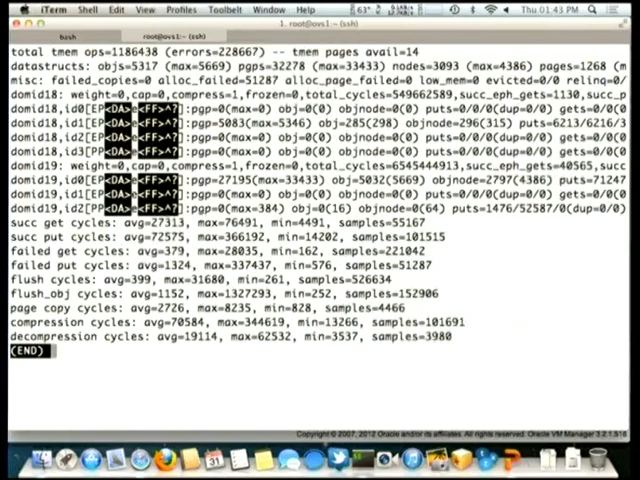 iTerm Shell Edit View Profiles Toolbelt Window Help 63° Thu 01:43 PM
1. root@ovs1:~ (ssh)
bash root@ovs1:~ (ssh)
total tmem ops=1186438 (errors=228667) -- tmem pages avail=14
datastructs: objs=5317 (max=5669) pgps=32278 (max=33433) nodes=3093 (max=4386) pages=1268 (m
misc: failed_copies=0 alloc_failed=51287 alloc_page_failed=0 low_mem=0 evicted=0/0 relinq=0/
domid18: weight=0,cap=0,compress=1,frozen=0,total_cycles=549662589,succ_eph_gets=1130,succ_p
domid18,id0[EP<DA>e<FF>^?]:pgp=0(max=0) obj=0(0) objnode=0(0) puts=0/0/0(dup=0/0) gets=0/0(0
domid18,id1[EP<DA>e<FF>^?]:pgp=5083(max=5346) obj=285(298) objnode=296(315) puts=6213/6216/3
domid18,id2[EP<DA>e<FF>^?]:pgp=0(max=0) obj=0(0) objnode=0(0) puts=0/0/0(dup=0/0) gets=0/0(0
domid18,id3[PP<DA>e<FF>^?]:pgp=0(max=0) obj=0(0) objnode=0(0) puts=0/0/0(dup=0/0) gets=0/0(0
domid19: weight=0,cap=0,compress=1,frozen=0,total_cycles=6545444913,succ_eph_gets=40565,succ
domid19,id0[EP<DA>e<FF>^?]:pgp=27195(max=33433) obj=5032(5669) objnode=2797(4386) puts=71247
domid19,id1[EP<DA>e<FF>^?]:pgp=0(max=0) obj=0(0) objnode=0(0) puts=0/0/0(dup=0/0) gets=0/0(0
domid19,id2[PP<DA>e<FF>^?]:pgp=0(max=384) obj=0(16) objnode=0(64) puts=1476/52587/0(dup=0/0)
succ get cycles: avg=27313, max=76491, min=4491, samples=55167
succ put cycles: avg=72575, max=366192, min=14202, samples=101515
failed get cycles: avg=379, max=28035, min=162, samples=221042
failed put cycles: avg=1324, max=337437, min=576, samples=51287
flush cycles: avg=399, max=31680, min=261, samples=526634
flush_obj cycles: avg=1152, max=1327293, min=252, samples=152906
page copy cycles: avg=2726, max=8235, min=828, samples=4466
compression cycles: avg=70584, max=344619, min=13266, samples=101691
decompression cycles: avg=19114, max=62532, min=3537, samples=3980
(END)
Copyright © 2007, 2012 Oracle and/or its affiliates. Oracle VM Manager 3.2.1.516